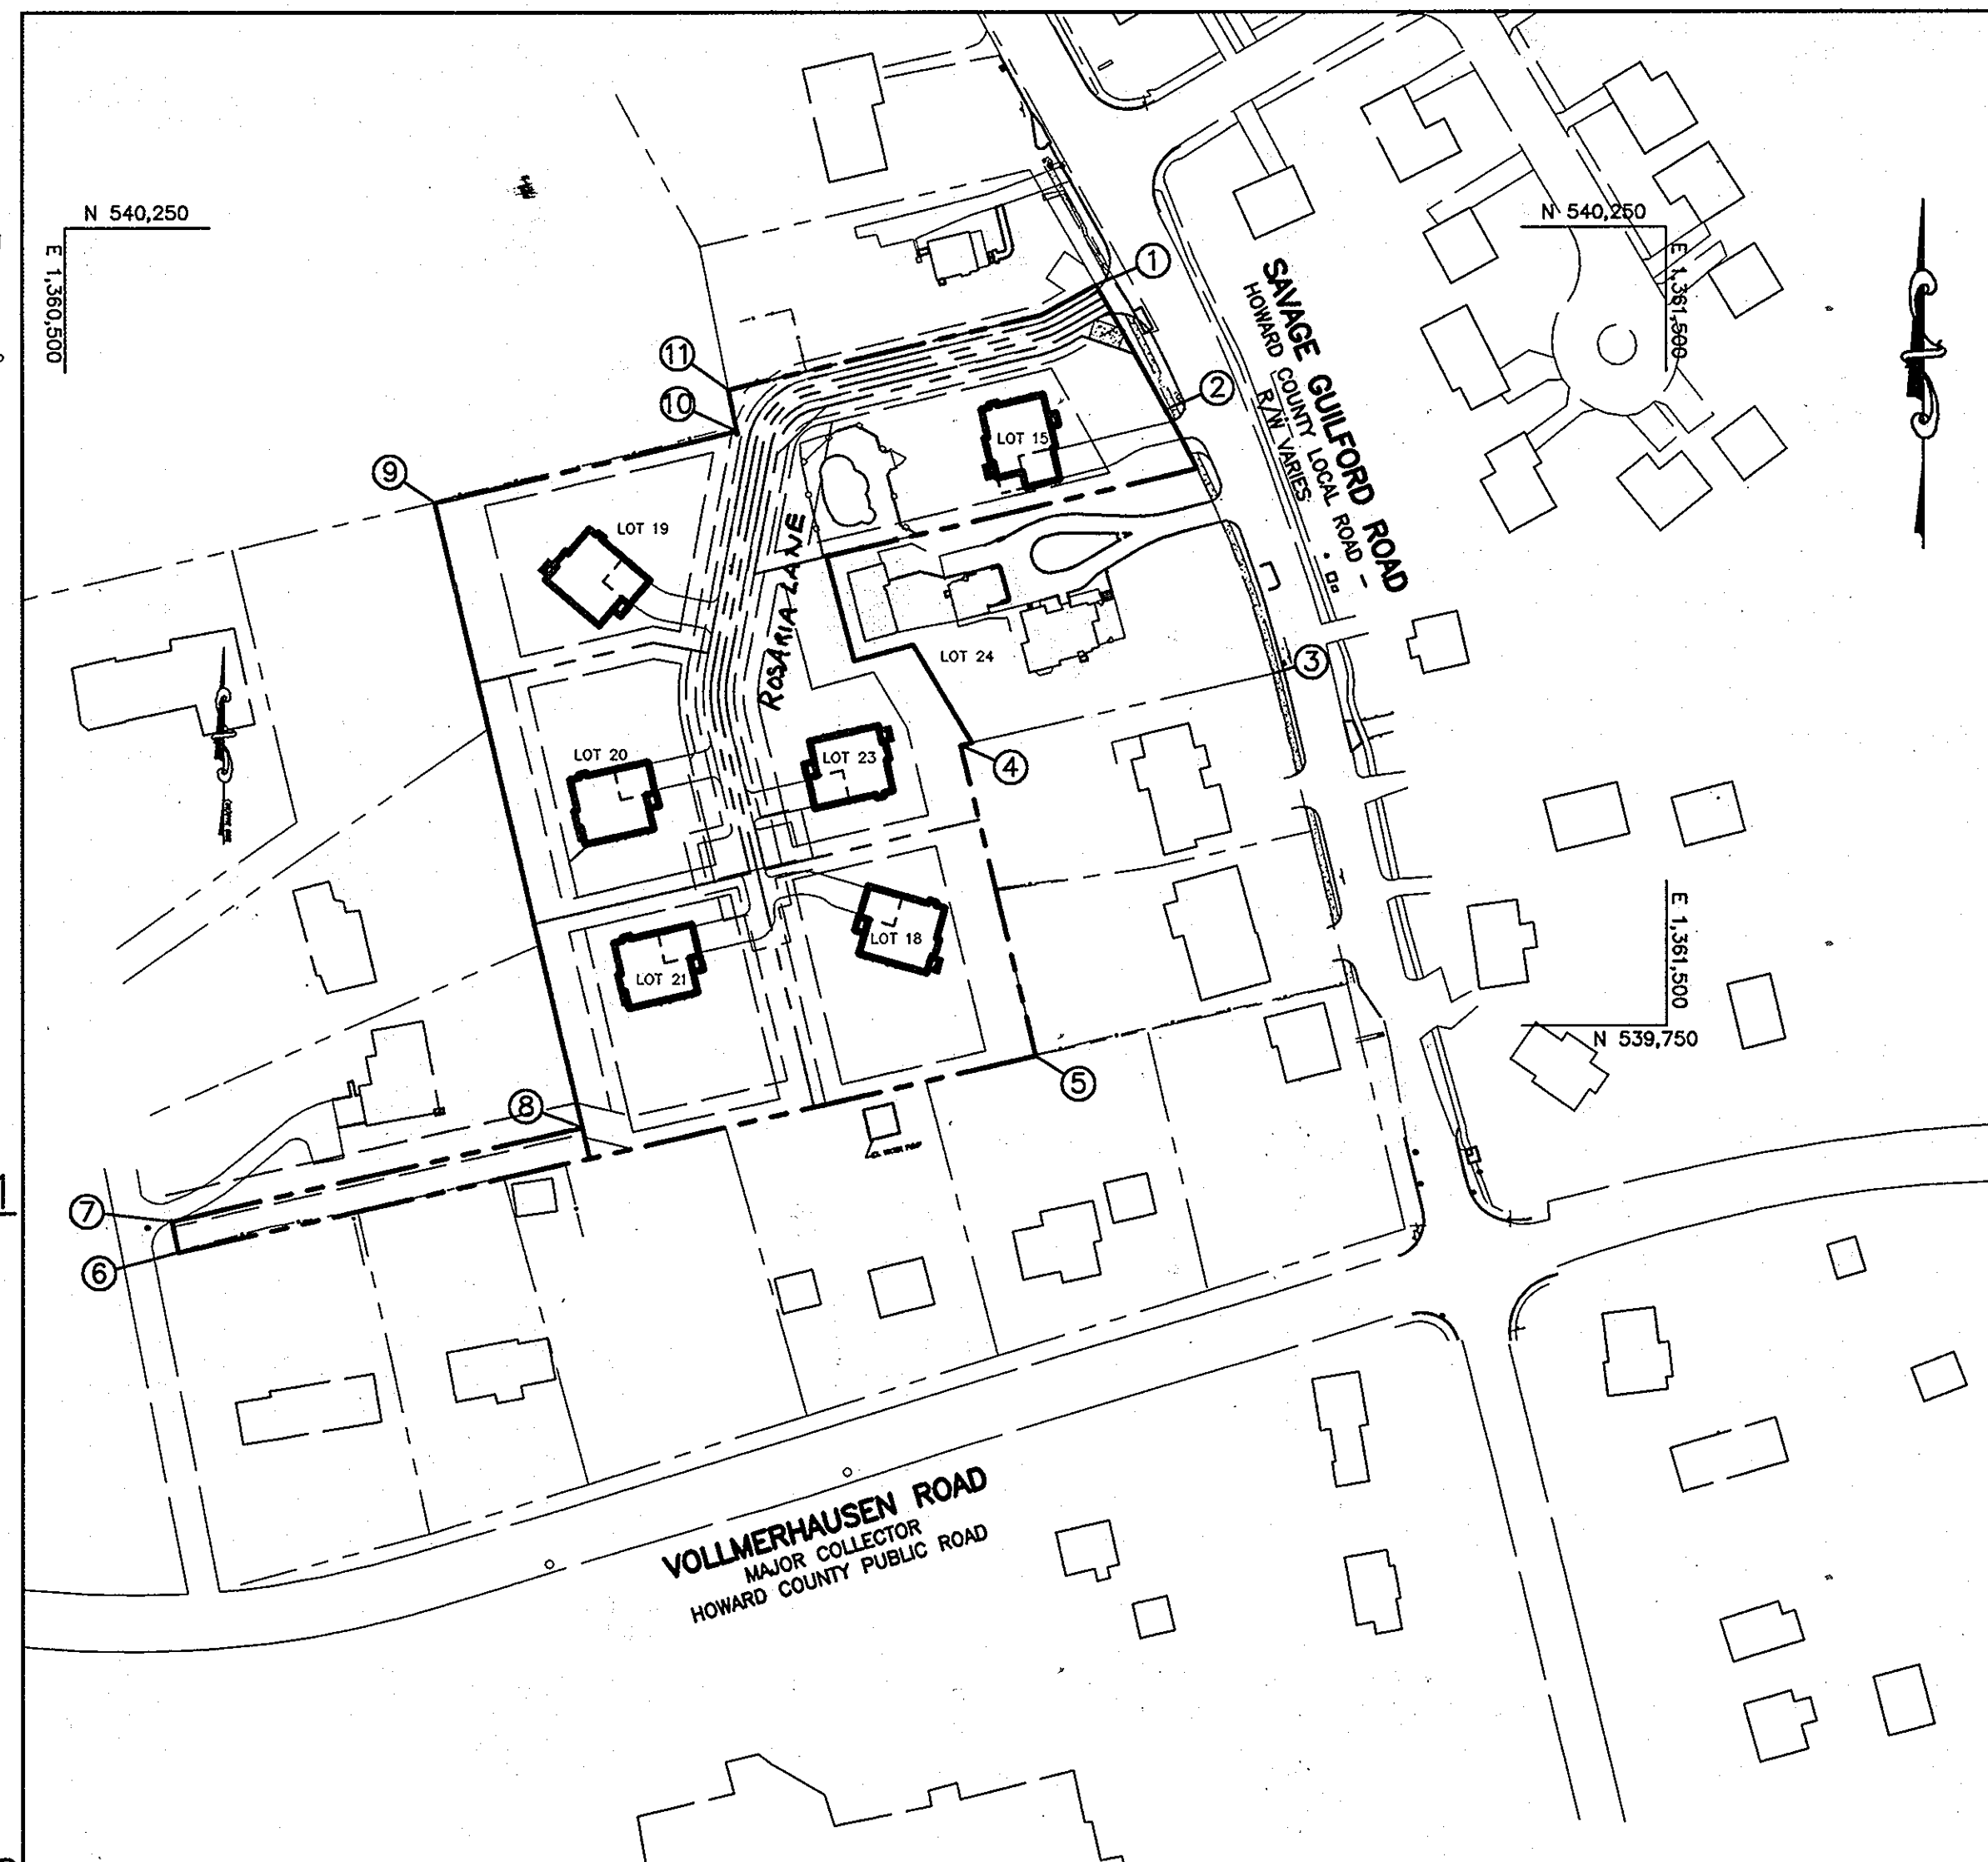 N 540,250
E 1,360,500
N 540,250
E 1,361,500
1
SAVAGE GUILFORD ROAD
HOWARD COUNTY LOCAL ROAD -
R/W VARIES
11
10
2
LOT 15
9
LOT 19
ROSARIA LANE
LOT 24
3
LOT 20
LOT 23
4
LOT 18
LOT 21
E 1,361,500
N 539,750
5
8
7
6
VOLLMERHAUSEN ROAD
MAJOR COLLECTOR
HOWARD COUNTY PUBLIC ROAD